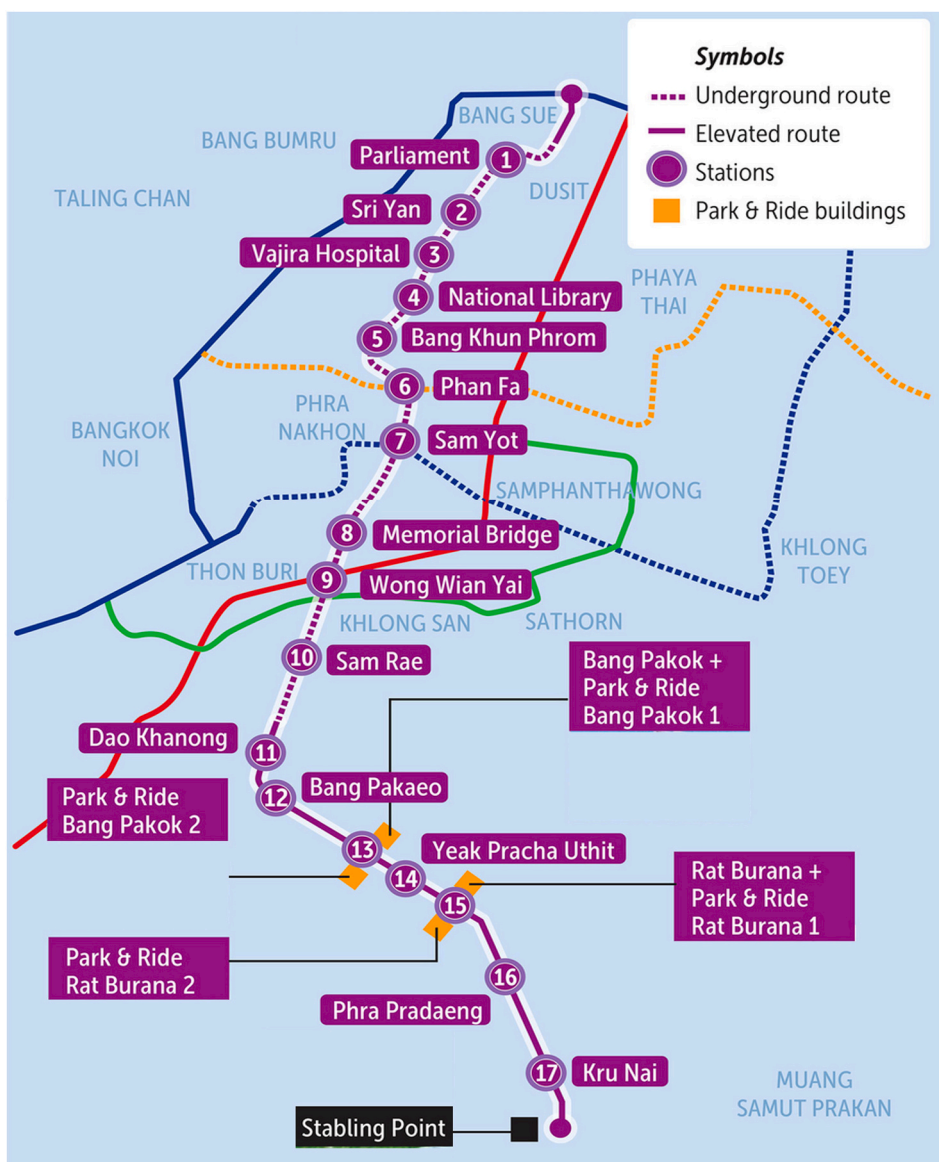 Symbols
Underground route
Elevated route
Stations
Park & Ride buildings
BANG SUE
BANG BUMRU
Parliament
1
DUSIT
TALING CHAN
Sri Yan
2
Vajira Hospital
3
PHAYA
THAI
4
National Library
5
Bang Khun Phrom
6
Phan Fa
PHRA
NAKHON
BANGKOK
NOI
7
Sam Yot
SAMPHANTHAWONG
8
Memorial Bridge
KHLONG
TOEY
THON BURI
9
Wong Wian Yai
KHLONG SAN
SATHORN
10
Sam Rae
Bang Pakok +
Park & Ride
Bang Pakok 1
Dao Khanong
11
12
Bang Pakaeo
Park & Ride
Bang Pakok 2
13
Yeak Pracha Uthit
14
Rat Burana +
Park & Ride
Rat Burana 1
15
Park & Ride
Rat Burana 2
16
Phra Pradaeng
17
Kru Nai
MUANG
SAMUT PRAKAN
Stabling Point